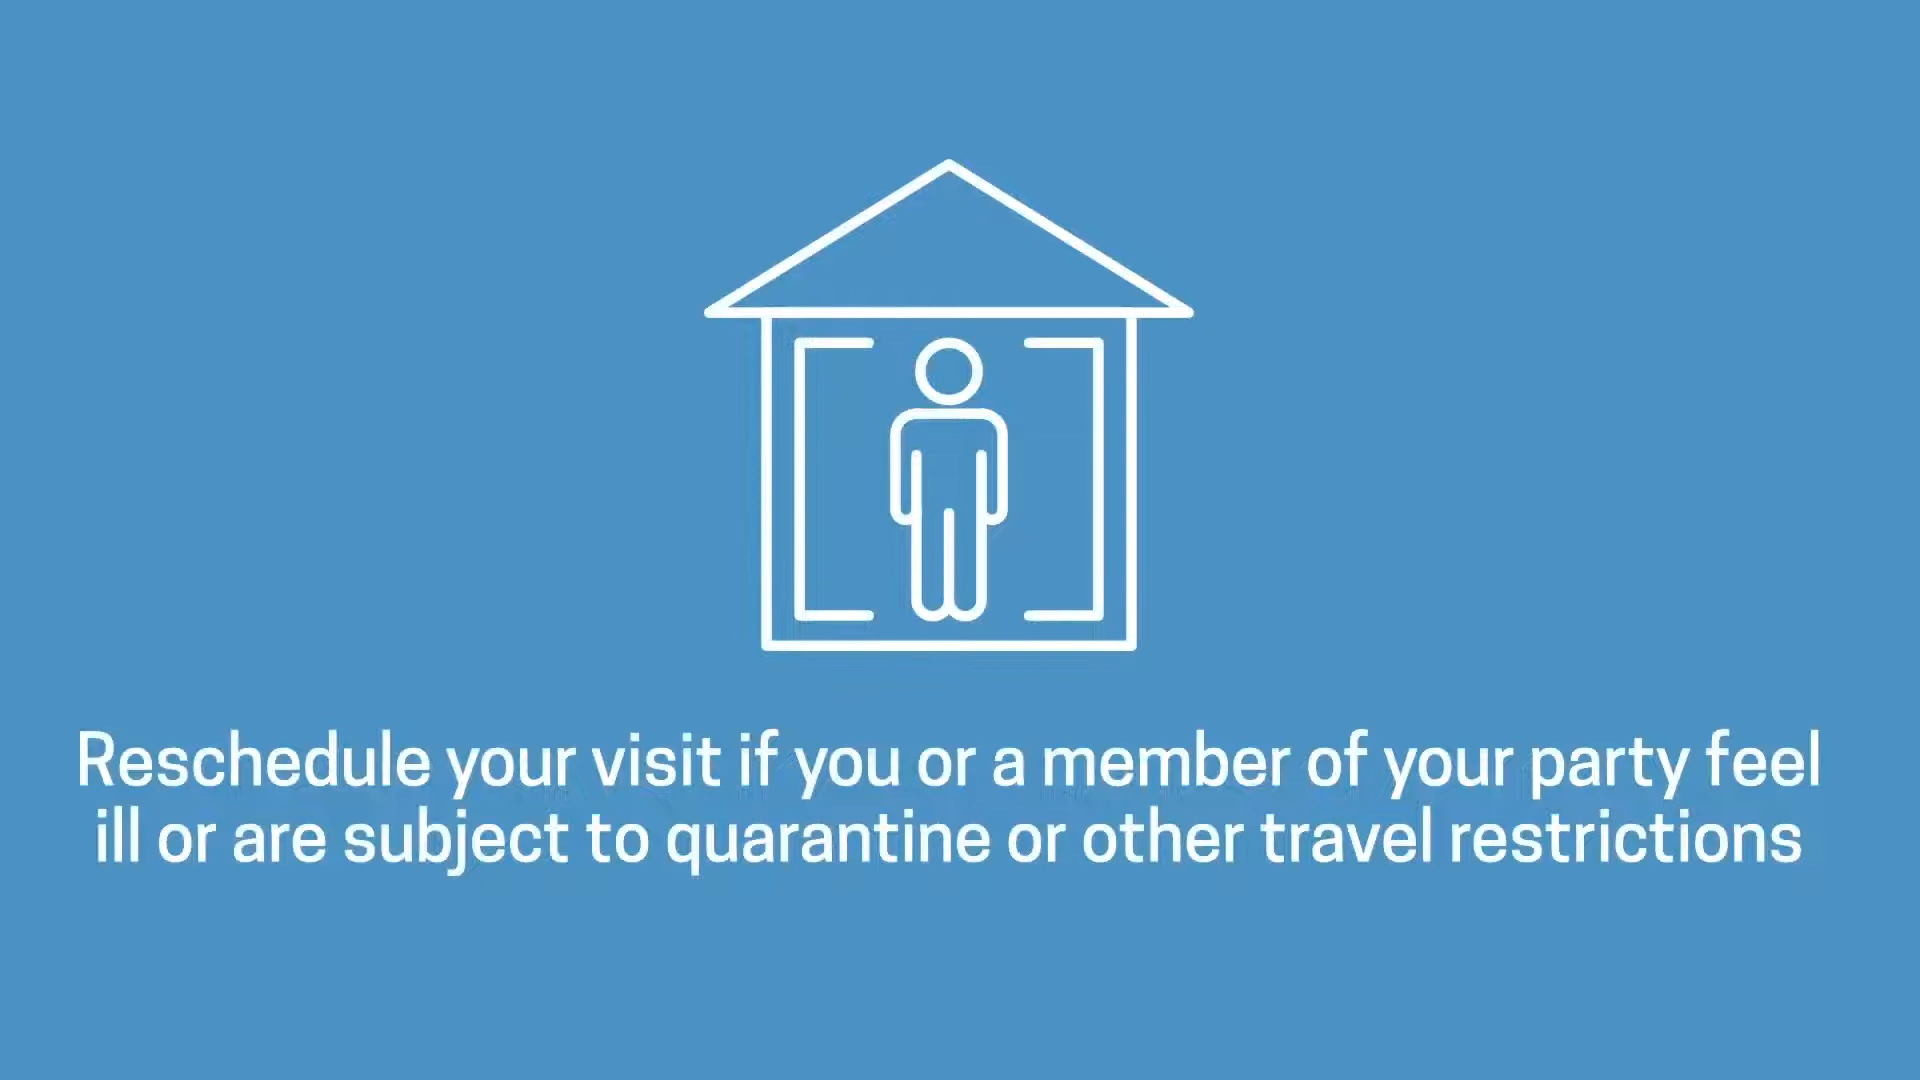 Reschedule your visit if you or a member of your party feel
ill or are subject to quarantine or other travel restrictions